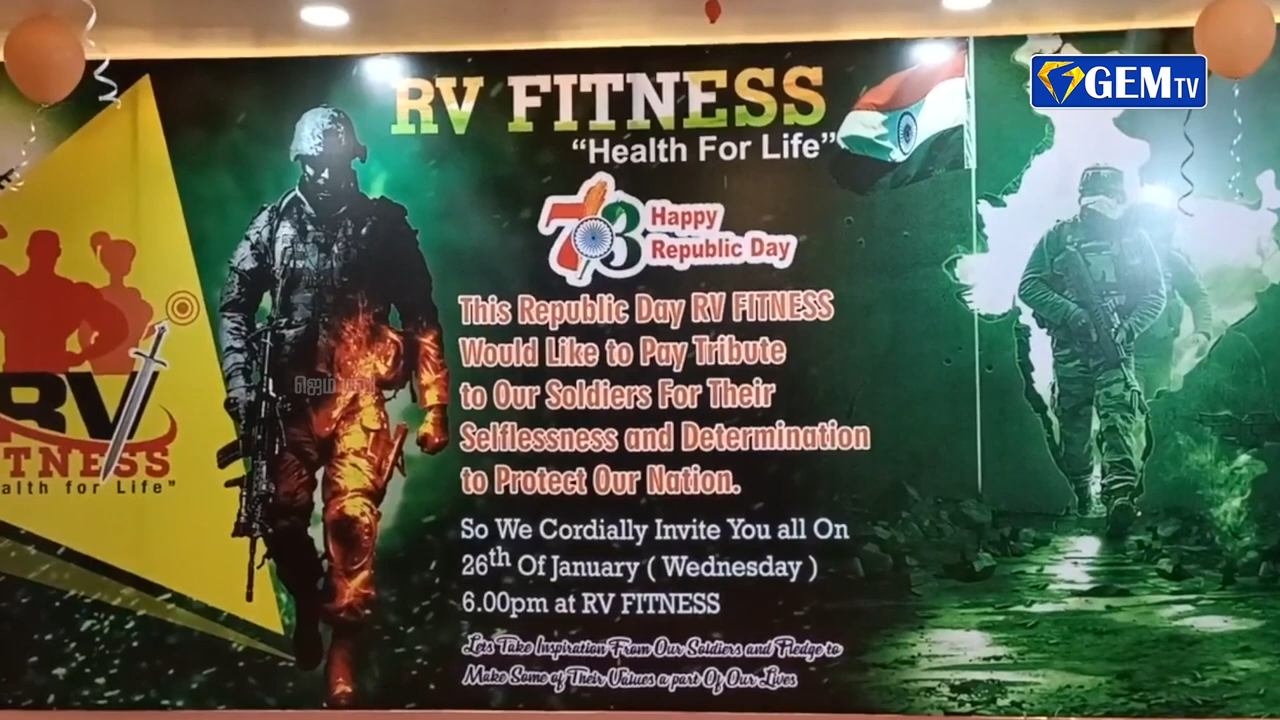 GEM TV
RV FITNESS
"Health For Life"
73 Happy
Republic Day
This Republic Day RV FITNESS
Would Like to Pay Tribute
to Our Soldiers For Their
Selflessness and Determination
to Protect Our Nation.
So We Cordially Invite You all On
26th Of January ( Wednesday )
6.00pm at RV FITNESS
Lets Take Inspiration From Our Soldiers and Pledge to
Make Some of Their Values a part Of Our Lives
RV
TNESS
alth for Life"